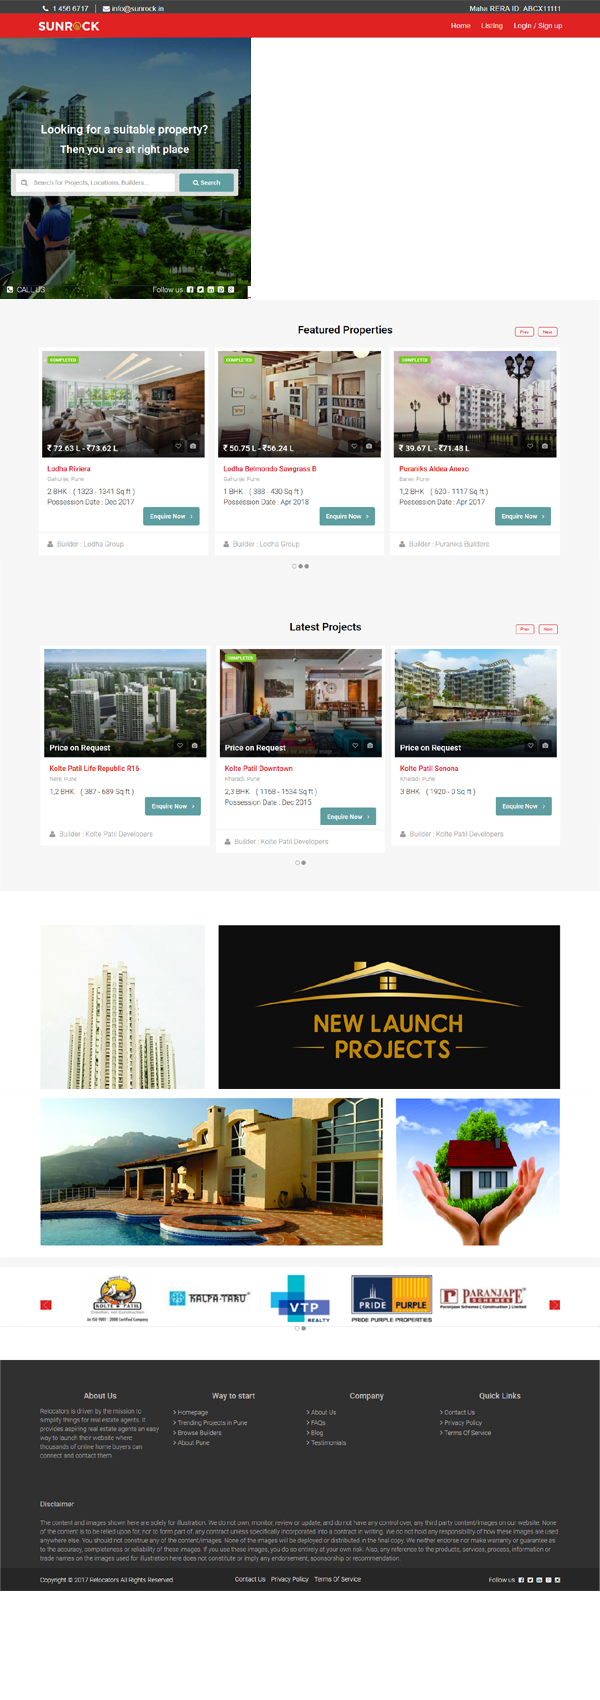 1 456 6717 | info@sunrock.in
Maha RERA ID: ABCX11111
SUNROCK
Home Listing Login / Sign up
Looking for a suitable property?
Then you are at right place
Search for Projects, Locations, Builders...
Search
CALL US
Follow us
Featured Properties
Prev Next
COMPLETED
₹ 72.63 L - ₹73.62 L
Lodha Riviera
Gahunje, Pune
2 BHK ( 1323 - 1341 Sq ft )
Possession Date : Dec 2017
Enquire Now ›
Builder : Lodha Group
COMPLETED
₹ 50.75 L - ₹56.24 L
Lodha Belmondo Sawgrass B
Gahunje, Pune
1 BHK ( 388 - 430 Sq ft )
Possession Date : Apr 2018
Enquire Now ›
Builder : Lodha Group
COMPLETED
₹ 39.67 L - ₹71.48 L
Puraniks Aldea Anexo
Baner, Pune
1,2 BHK ( 620 - 1117 Sq ft )
Possession Date : Apr 2017
Enquire Now ›
Builder : Puraniks Builders
Latest Projects
Prev Next
Price on Request
Kolte Patil Life Republic R16
Nere, Pune
1,2 BHK ( 387 - 689 Sq ft )
Enquire Now ›
Builder : Kolte Patil Developers
COMPLETED
Price on Request
Kolte Patil Downtown
Kharadi, Pune
2,3 BHK ( 1168 - 1534 Sq ft )
Possession Date : Dec 2015
Enquire Now ›
Builder : Kolte Patil Developers
Price on Request
Kolte Patil Serona
Kharadi, Pune
3 BHK ( 1920 - 0 Sq ft )
Enquire Now ›
Builder : Kolte Patil Developers
NEW LAUNCH
PROJECTS
KOLTE PATIL
Creation, not Construction
An ISO 9001 : 2008 Certified Company
KALPA-TARU
VTP
REALTY
PRIDE PURPLE
PRIDE PURPLE PROPERTIES
PARANJAPE
SCHEMES
Paranjape Schemes [ Construction ] Limited
About Us
Relocators is driven by the mission to
simplify things for real estate agents. It
provides aspiring real estate agents an easy
way to launch their website where
thousands of online home buyers can
connect and contact them
Way to start
> Homepage
> Trending Projects in Pune
> Browse Builders
> About Pune
Company
> About Us
> FAQs
> Blog
> Testimonials
Quick Links
> Contact Us
> Privacy Policy
> Terms Of Service
Disclaimer
The content and images shown here are solely for illustration. We do not own, monitor, review or update, and do not have any control over, any third party content/images on our website. None
of the content is to be relied upon for, nor to form part of, any contract unless specifically incorporated into a contract in writing. We do not hold any responsibility of how these images are used
anywhere else. You should not construe any of the content/images. None of the images will be deployed or distributed in the final copy. We neither endorse nor make warranty or guarantee as
to the accuracy, completeness or reliability of these images. If you use these images, you do so entirely at your own risk. Also, any reference to the products, services, process, information or
trade names on the images used for illustration here does not constitute or imply any endorsement, sponsorship or recommendation.
Copyright © 2017 Relocators All Rights Reserved
Contact Us Privacy Policy Terms Of Service
Follow us